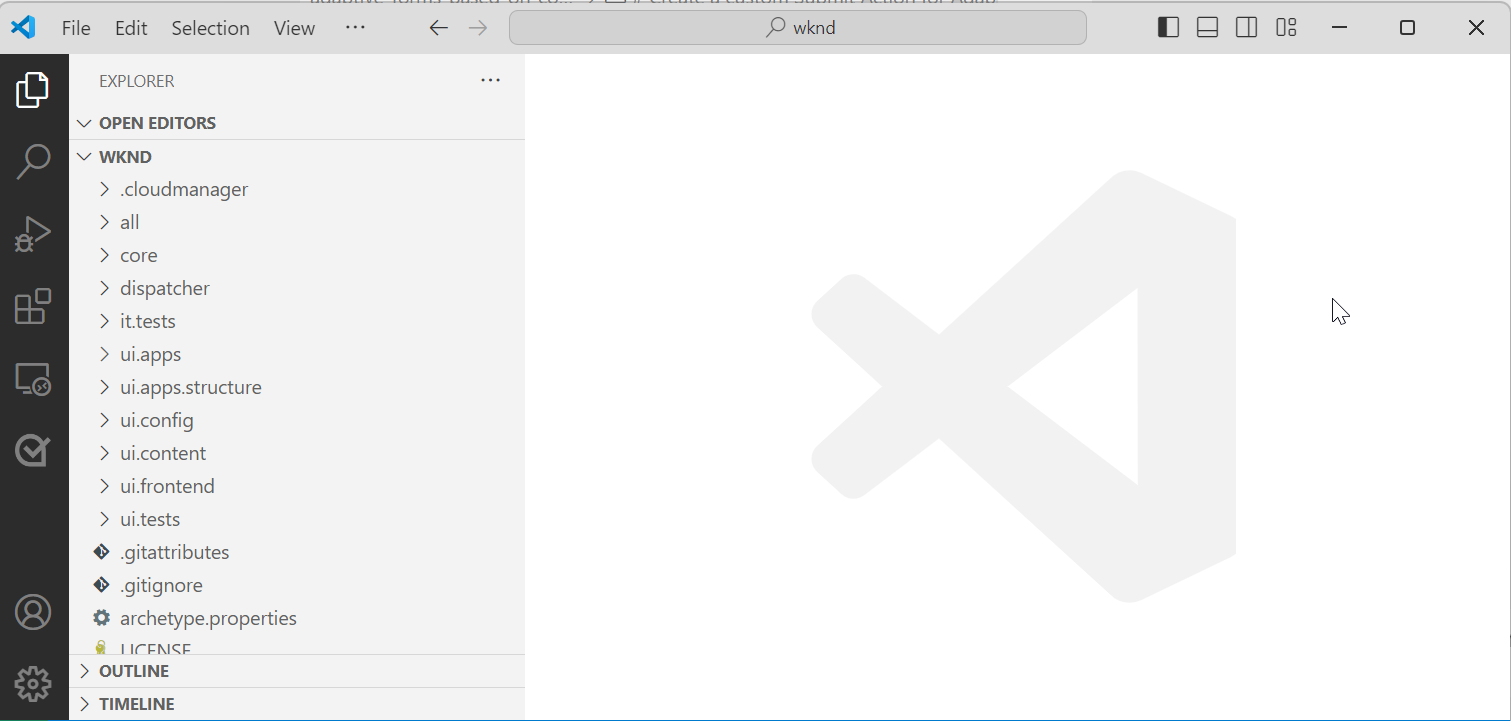 File Edit Selection View ... wknd
EXPLORER ...
OPEN EDITORS
WKND
.cloudmanager
all
core
dispatcher
it.tests
ui.apps
ui.apps.structure
ui.config
ui.content
ui.frontend
ui.tests
.gitattributes
.gitignore
archetype.properties
LICENSE
OUTLINE
TIMELINE